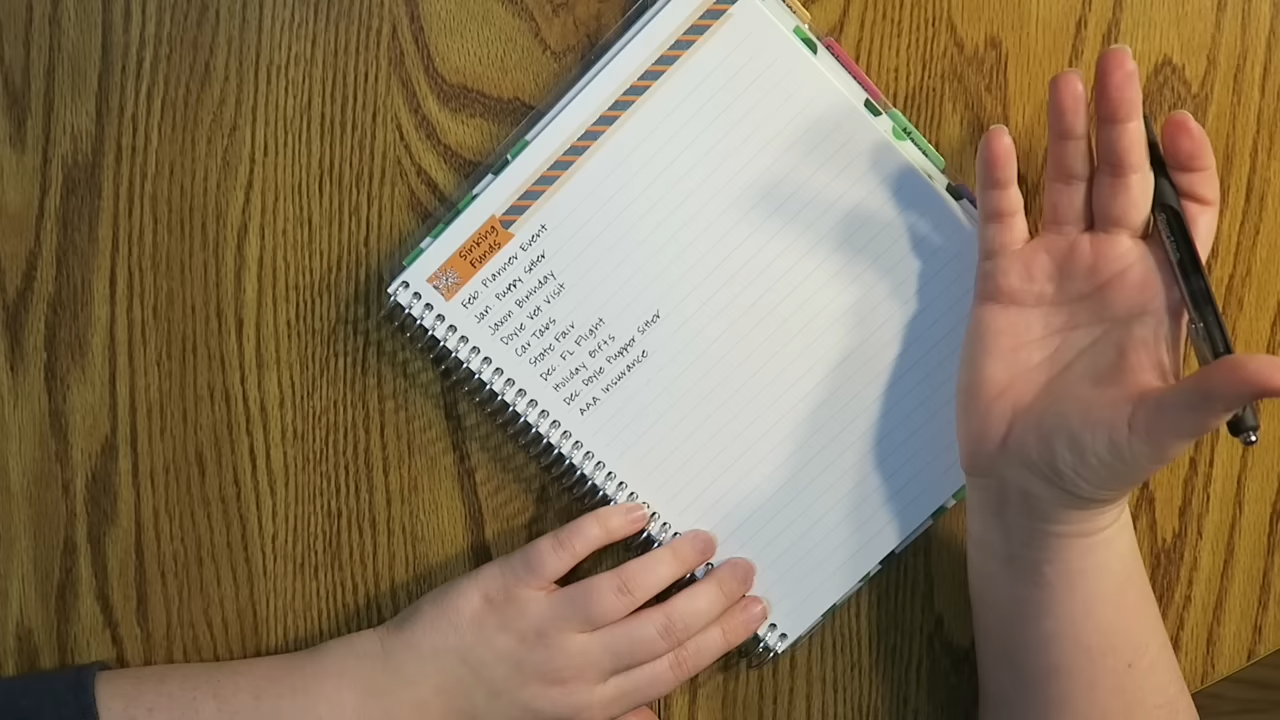 Sinking
Funds
Feb. Planner Event
Jan. Puppy Sitter
Jaxon Birthday
Doyle Vet Visit
Car Tabs
State Fair
Dec. FL Flight
Holiday Gifts
Dec. Doyle Pupper Sitter
AAA Insurance